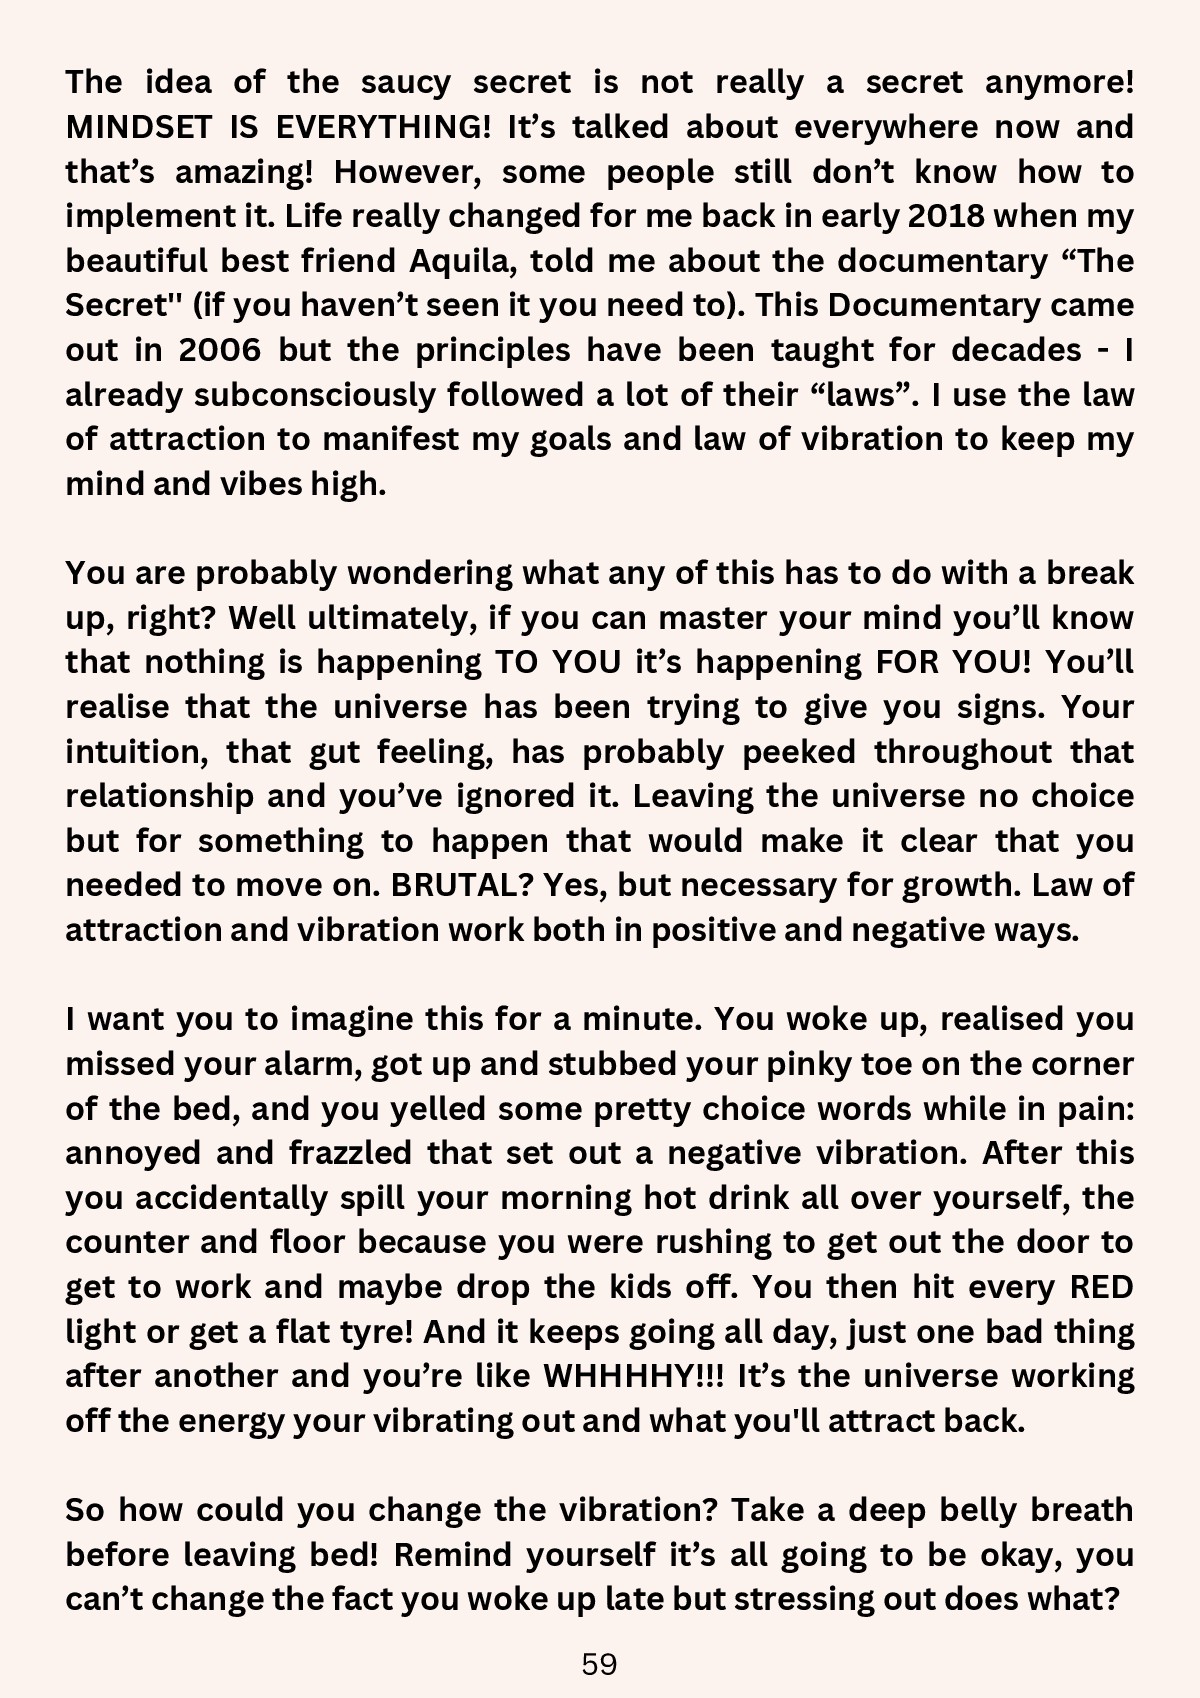 The idea of the saucy secret is not really a secret anymore!
MINDSET IS EVERYTHING! It’s talked about everywhere now and
that’s amazing! However, some people still don’t know how to
implement it. Life really changed for me back in early 2018 when my
beautiful best friend Aquila, told me about the documentary “The
Secret" (if you haven’t seen it you need to). This Documentary came
out in 2006 but the principles have been taught for decades - I
already subconsciously followed a lot of their “laws”. I use the law
of attraction to manifest my goals and law of vibration to keep my
mind and vibes high.
You are probably wondering what any of this has to do with a break
up, right? Well ultimately, if you can master your mind you’ll know
that nothing is happening TO YOU it’s happening FOR YOU! You’ll
realise that the universe has been trying to give you signs. Your
intuition, that gut feeling, has probably peeked throughout that
relationship and you’ve ignored it. Leaving the universe no choice
but for something to happen that would make it clear that you
needed to move on. BRUTAL? Yes, but necessary for growth. Law of
attraction and vibration work both in positive and negative ways.
I want you to imagine this for a minute. You woke up, realised you
missed your alarm, got up and stubbed your pinky toe on the corner
of the bed, and you yelled some pretty choice words while in pain:
annoyed and frazzled that set out a negative vibration. After this
you accidentally spill your morning hot drink all over yourself, the
counter and floor because you were rushing to get out the door to
get to work and maybe drop the kids off. You then hit every RED
light or get a flat tyre! And it keeps going all day, just one bad thing
after another and you’re like WHHHHY!!! It’s the universe working
off the energy your vibrating out and what you'll attract back.
So how could you change the vibration? Take a deep belly breath
before leaving bed! Remind yourself it’s all going to be okay, you
can’t change the fact you woke up late but stressing out does what?
59